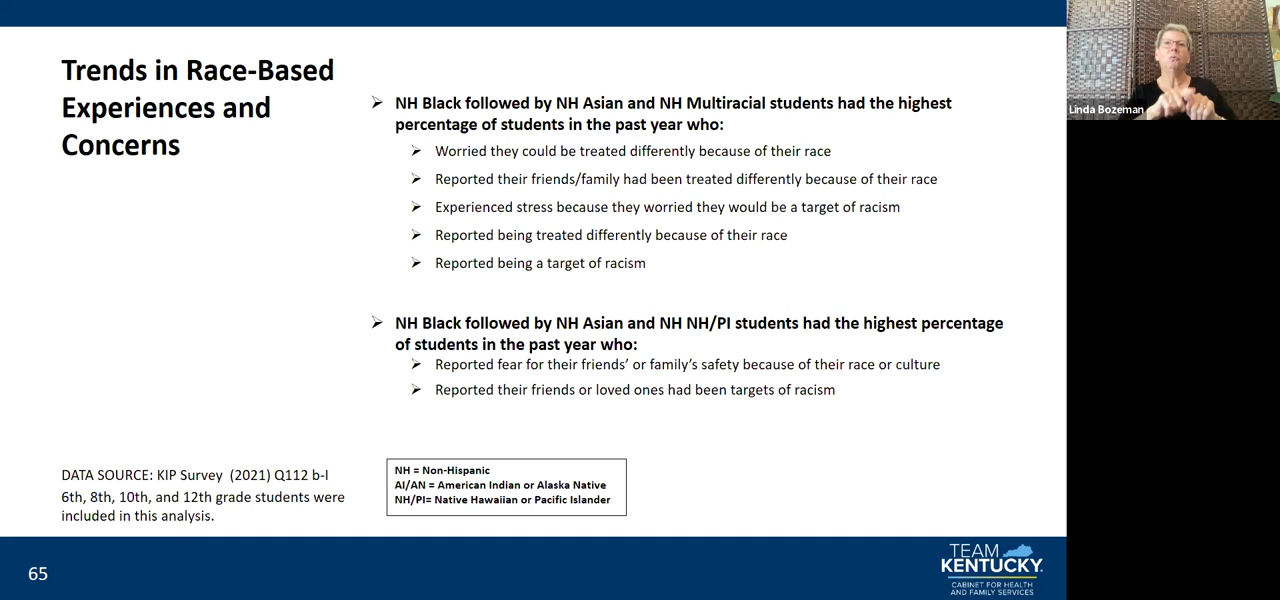 Trends in Race-Based
Experiences and
Concerns
➢ NH Black followed by NH Asian and NH Multiracial students had the highest
percentage of students in the past year who:
➢ Worried they could be treated differently because of their race
➢ Reported their friends/family had been treated differently because of their race
➢ Experienced stress because they worried they would be a target of racism
➢ Reported being treated differently because of their race
➢ Reported being a target of racism
➢ NH Black followed by NH Asian and NH NH/PI students had the highest percentage
of students in the past year who:
➢ Reported fear for their friends’ or family’s safety because of their race or culture
➢ Reported their friends or loved ones had been targets of racism
DATA SOURCE: KIP Survey (2021) Q112 b-I
6th, 8th, 10th, and 12th grade students were
included in this analysis.
NH = Non-Hispanic
AI/AN = American Indian or Alaska Native
NH/PI= Native Hawaiian or Pacific Islander
65
TEAM
KENTUCKY.
CABINET FOR HEALTH
AND FAMILY SERVICES
Linda Bozeman